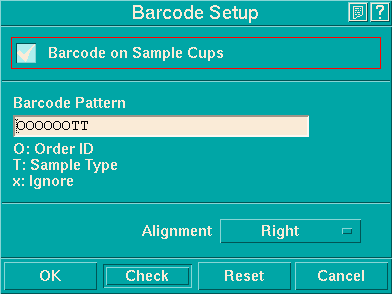 Barcode Setup
?
Barcode on Sample Cups
Barcode Pattern
OOOOOOTT
O: Order ID
T: Sample Type
x: Ignore
Alignment Right
OK Check Reset Cancel